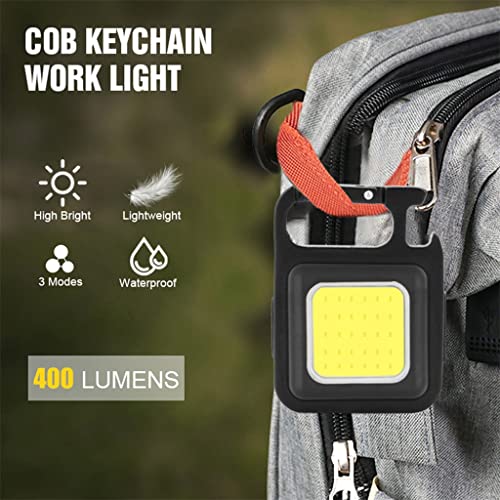 COB KEYCHAIN
WORK LIGHT
High Bright
Lightweight
3 Modes
Waterproof
400 LUMENS